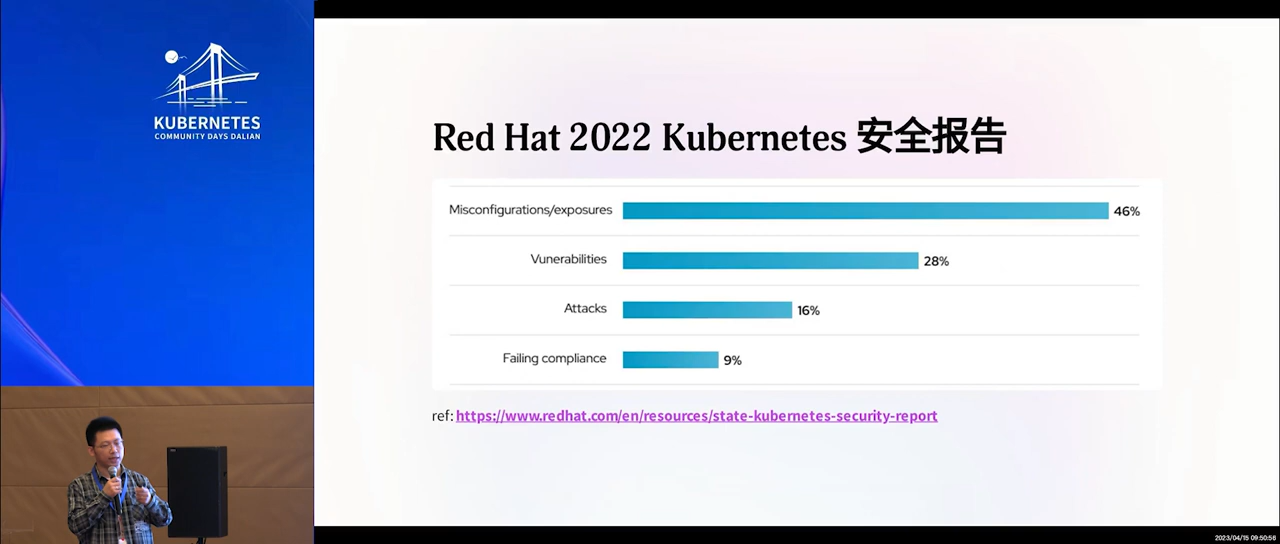 KUBERNETES
COMMUNITY DAYS DALIAN
Red Hat 2022 Kubernetes 安全报告
Misconfigurations/exposures 46%
Vunerabilities 28%
Attacks 16%
Failing compliance 9%
ref: https://www.redhat.com/en/resources/state-kubernetes-security-report
2023/04/15 09:50:56